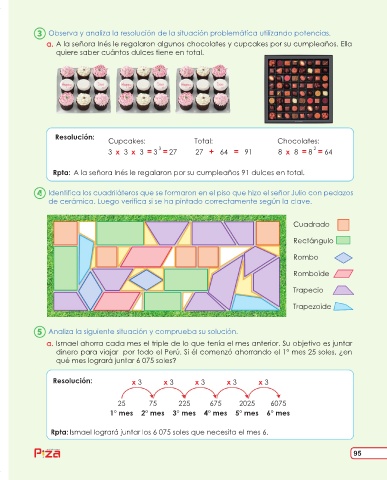 3 Observa y analiza la resolución de la situación problemática utilizando potencias.
a. A la señora Inés le regalaron algunos chocolates y cupcakes por su cumpleaños. Ella
quiere saber cuántos dulces tiene en total.
Resolución:
Cupcakes: Total: Chocolates:
3 x 3 x 3 = 3³ = 27 27 + 64 = 91 8 x 8 = 8² = 64
Rpta: A la señora Inés le regalaron por su cumpleaños 91 dulces en total.
4 Identifica los cuadriláteros que se formaron en el piso que hizo el señor Julio con pedazos
de cerámica. Luego verifica si se ha pintado correctamente según la clave.
Cuadrado
Rectángulo
Rombo
Romboide
Trapecio
Trapezoide
5 Analiza la siguiente situación y comprueba su solución.
a. Ismael ahorra cada mes el triple de lo que tenía el mes anterior. Su objetivo es juntar
dinero para viajar por todo el Perú. Si él comenzó ahorrando el 1° mes 25 soles, ¿en
qué mes logrará juntar 6 075 soles?
Resolución:
x 3 x 3 x 3 x 3 x 3
25 75 225 675 2025 6075
1° mes 2° mes 3° mes 4° mes 5° mes 6° mes
Rpta: Ismael logrará juntar los 6 075 soles que necesita el mes 6.
P:zä 95